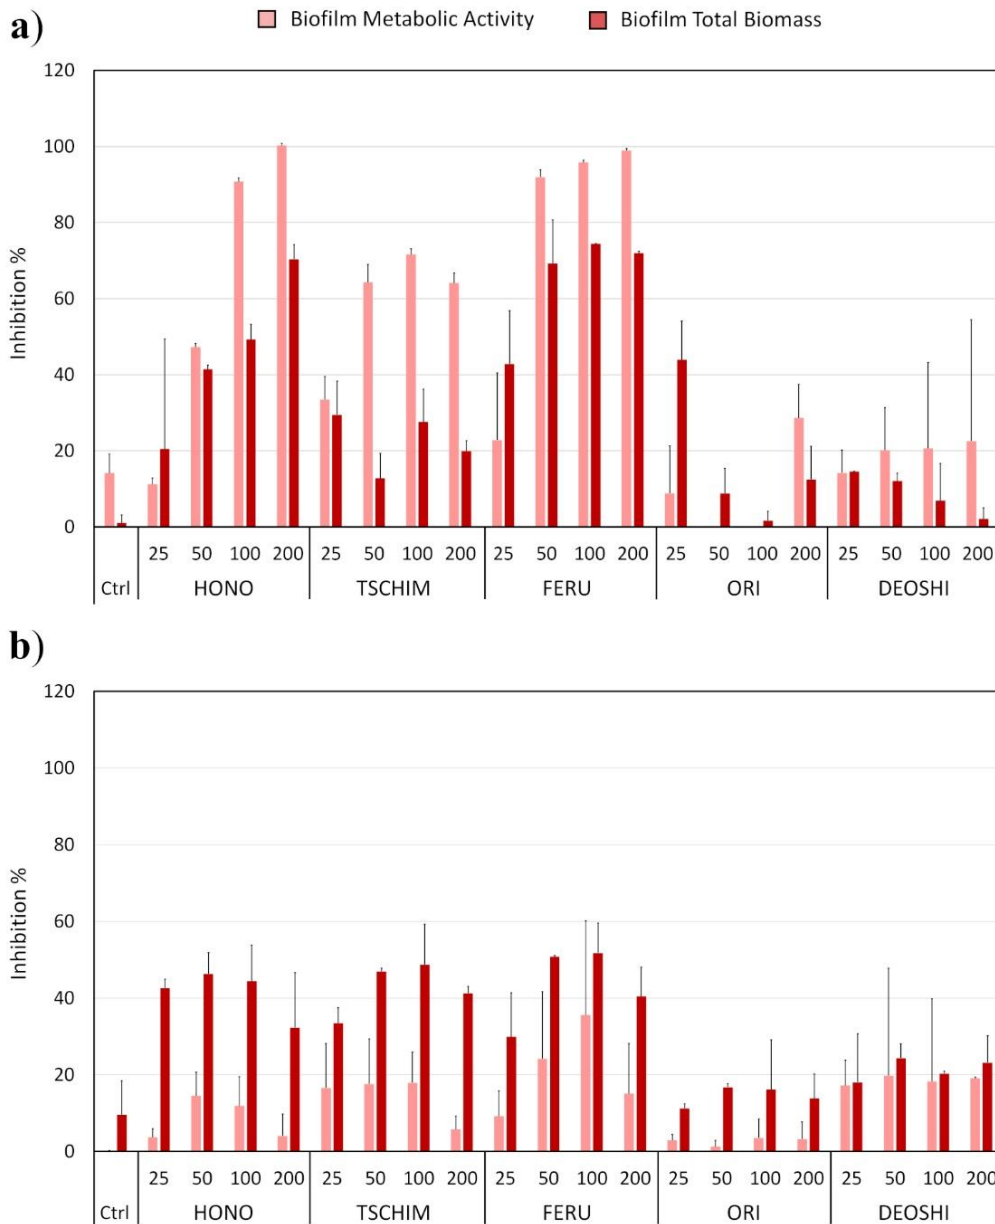 a)
Biofilm Metabolic Activity Biofilm Total Biomass
120
100
80
60
40
20
0
Inhibition %
25 50 100 200 25 50 100 200 25 50 100 200 25 50 100 200 25 50 100 200
Ctrl HONO TSCHIM FERU ORI DEOSHI
b)
120
100
80
60
40
20
0
Inhibition %
25 50 100 200 25 50 100 200 25 50 100 200 25 50 100 200 25 50 100 200
Ctrl HONO TSCHIM FERU ORI DEOSHI